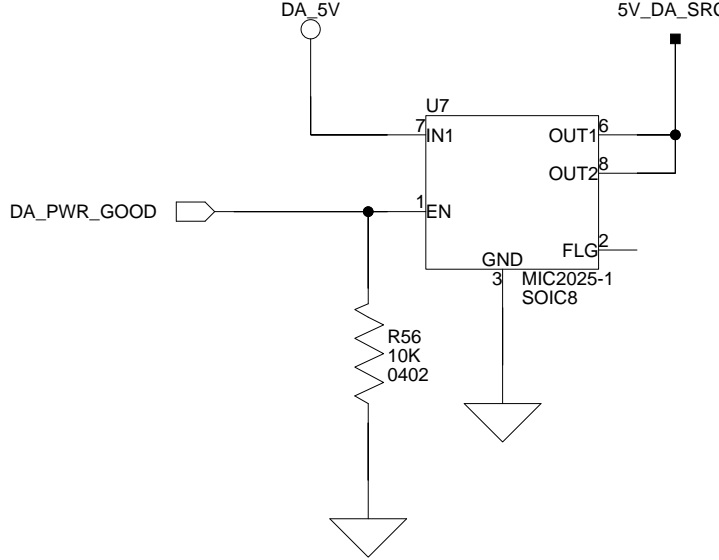 DA_5V
5V_DA_SRC
U7
7
IN1
OUT1
6
OUT2
8
DA_PWR_GOOD
1
EN
FLG
2
GND
3
MIC2025-1
SOIC8
R56
10K
0402